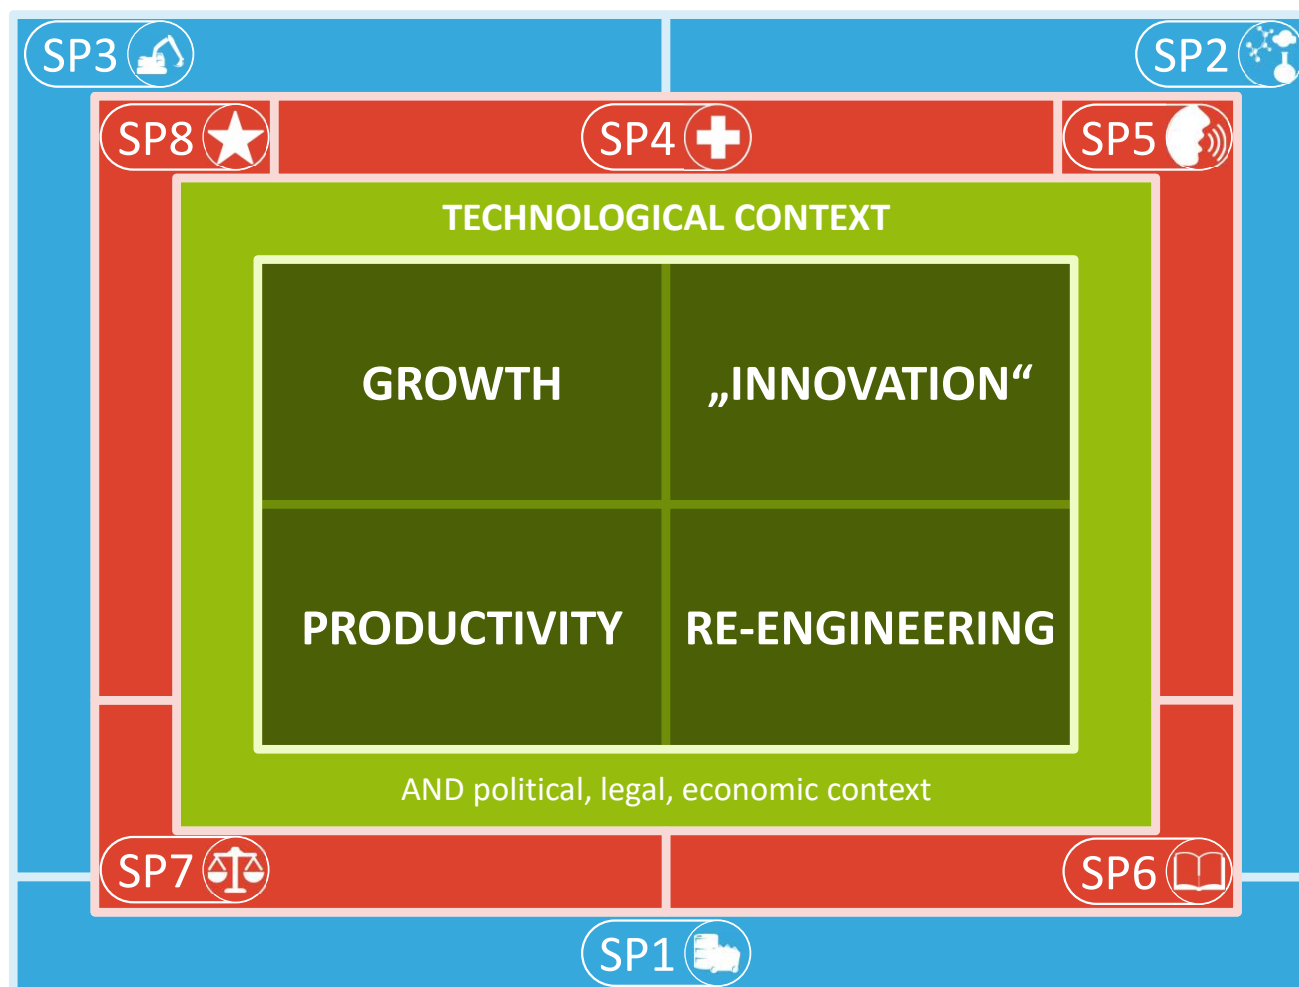 SP3
SP2
SP8
SP4
SP5
TECHNOLOGICAL CONTEXT
GROWTH
„INNOVATION“
PRODUCTIVITY
RE-ENGINEERING
AND political, legal, economic context
SP7
SP6
SP1